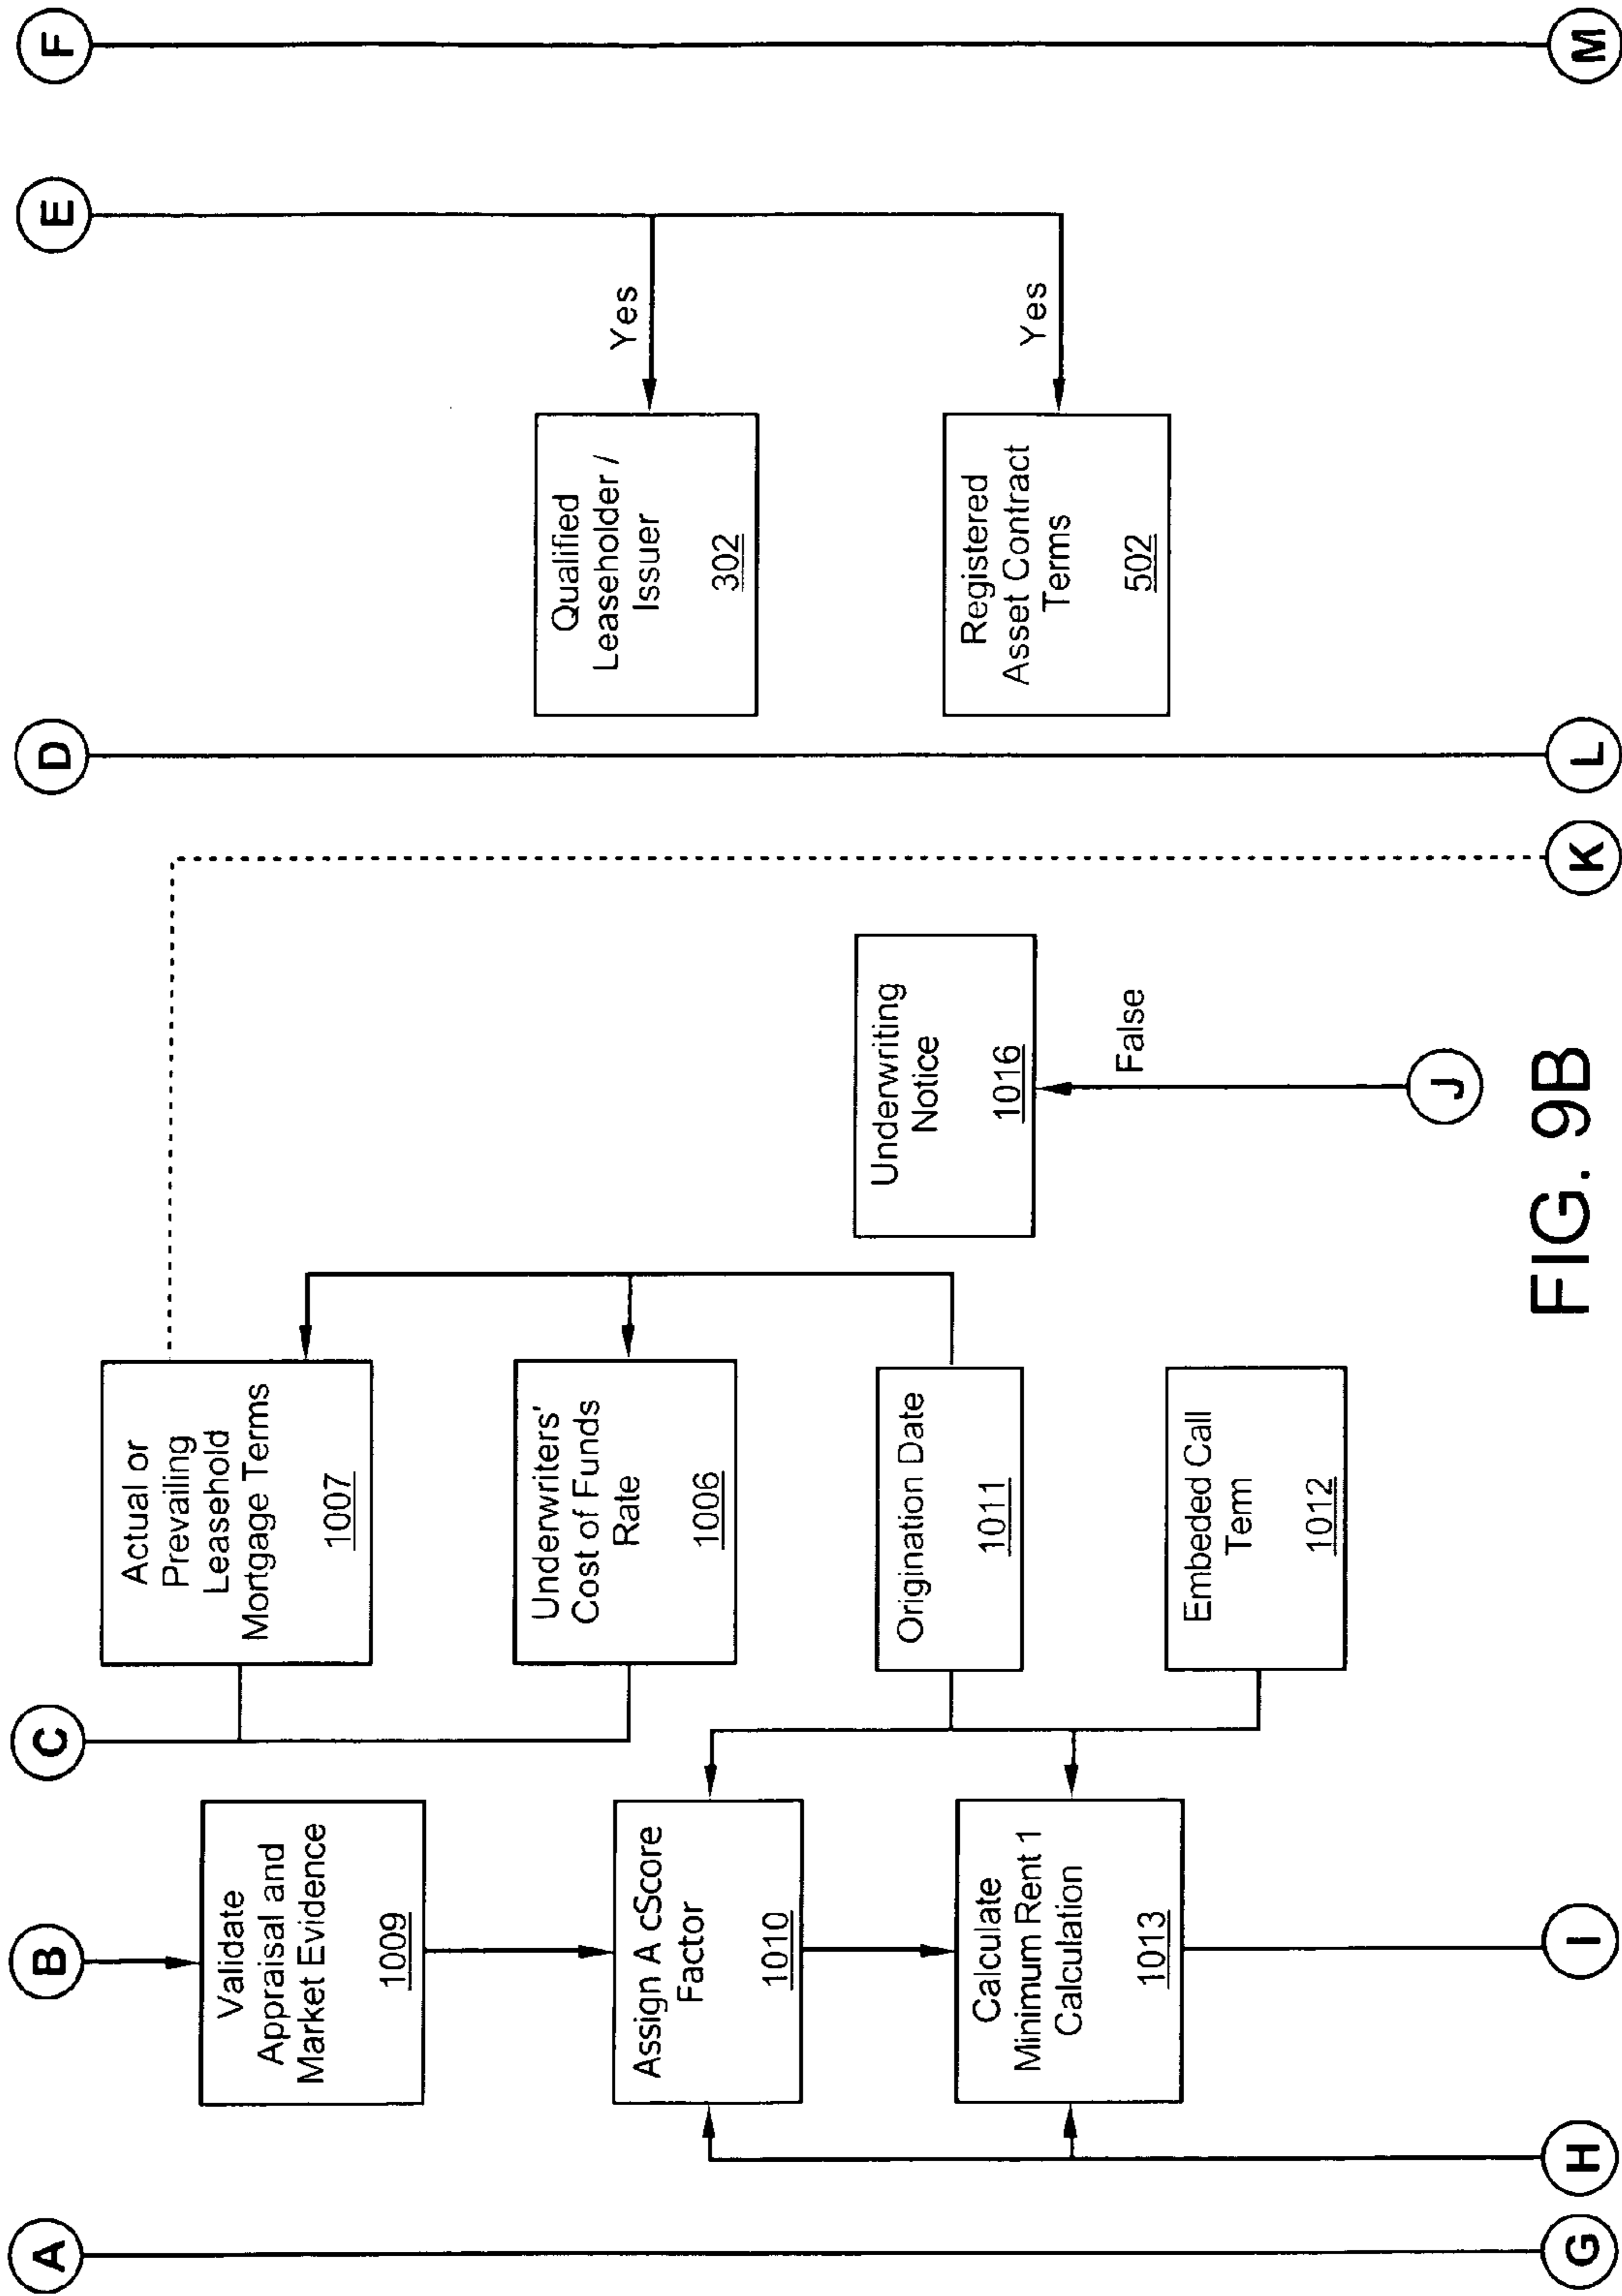 A
B
C
D
E
F
Validate
Appraisal and
Market Evidence
1009
Actual or
Prevailing
Leasehold
Mortgage Terms
1007
Assign A cScore
Factor
1010
Underwriters'
Cost of Funds
Rate
1006
Qualified
Leaseholder /
Issuer
302
Yes
Calculate
Minimum Rent 1
Calculation
1013
Origination Date
1011
Underwriting
Notice
1016
Registered
Asset Contract
Terms
502
Yes
Embeded Call
Term
1012
False
J
G
H
I
K
L
M
FIG. 9B